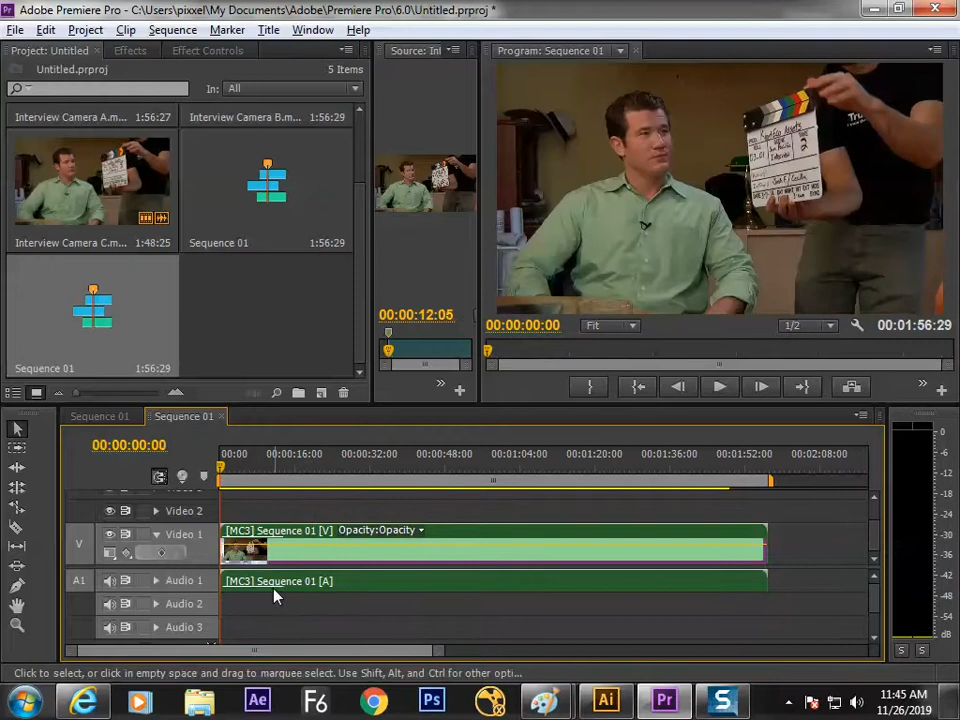 Adobe Premiere Pro - C:\Users\pixxel\My Documents\Adobe\Premiere Pro\6.0\Untitled.prproj *
File Edit Project Clip Sequence Marker Title Window Help
Project: Untitled Effects Effect Controls
Source: Int
Program: Sequence 01
Untitled.prproj 5 Items
In: All
Interview Camera A.m... 1:56:27 Interview Camera B.m... 1:56:29
Interview Camera C.m... 1:48:25 Sequence 01 1:56:29
Sequence 01 1:56:29
00:00:12:05
00:00:00:00 Fit 1/2 00:01:56:29
Sequence 01 Sequence 01
00:00:00:00
00:00 00:00:16:00 00:00:32:00 00:00:48:00 00:01:04:00 00:01:20:00 00:01:36:00 00:01:52:00 00:02:08:00
Video 2
V Video 1 [MC3] Sequence 01 [V] Opacity:Opacity
A1 Audio 1 [MC3] Sequence 01 [A]
Audio 2
Audio 3
0
-6
-12
-18
-24
-30
-36
-42
-48
-54
dB
S S
Click to select, or click in empty space and drag to marquee select. Use Shift, Alt, and Ctrl for other opti...
Ae F6 Ps Ai Pr S
11:45 AM
11/26/2019